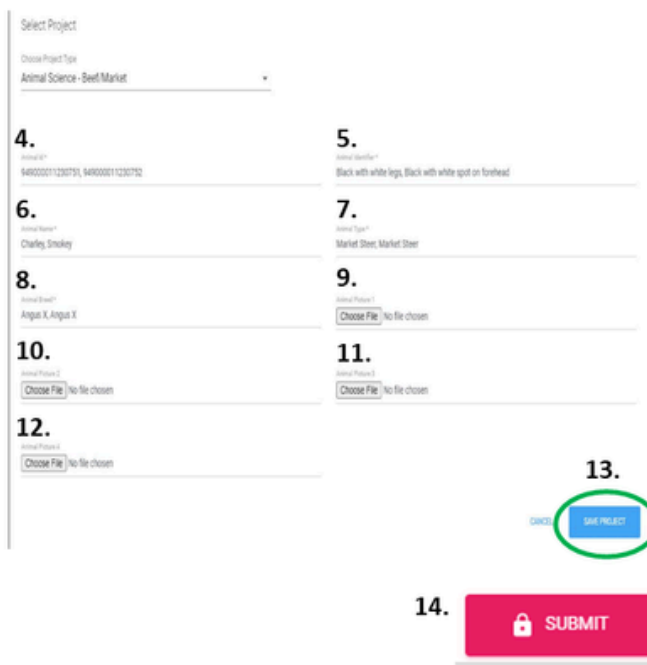 Select Project
Choose Project Type
Animal Science - Beef/Market
4.
5.
Animal Id *
Animal Identifier *
949000011230751, 949000011230752
Black with white legs, Black with white spot on forehead
6.
7.
Animal Name *
Animal Type *
Charley, Smokey
Market Steer, Market Steer
8.
9.
Animal Breed *
Animal Picture 1
Angus X, Angus X
Choose File No file chosen
10.
11.
Animal Picture 2
Animal Picture 3
Choose File No file chosen
Choose File No file chosen
12.
Animal Picture 4
Choose File No file chosen
13.
CANCEL
SAVE PROJECT
14.
SUBMIT